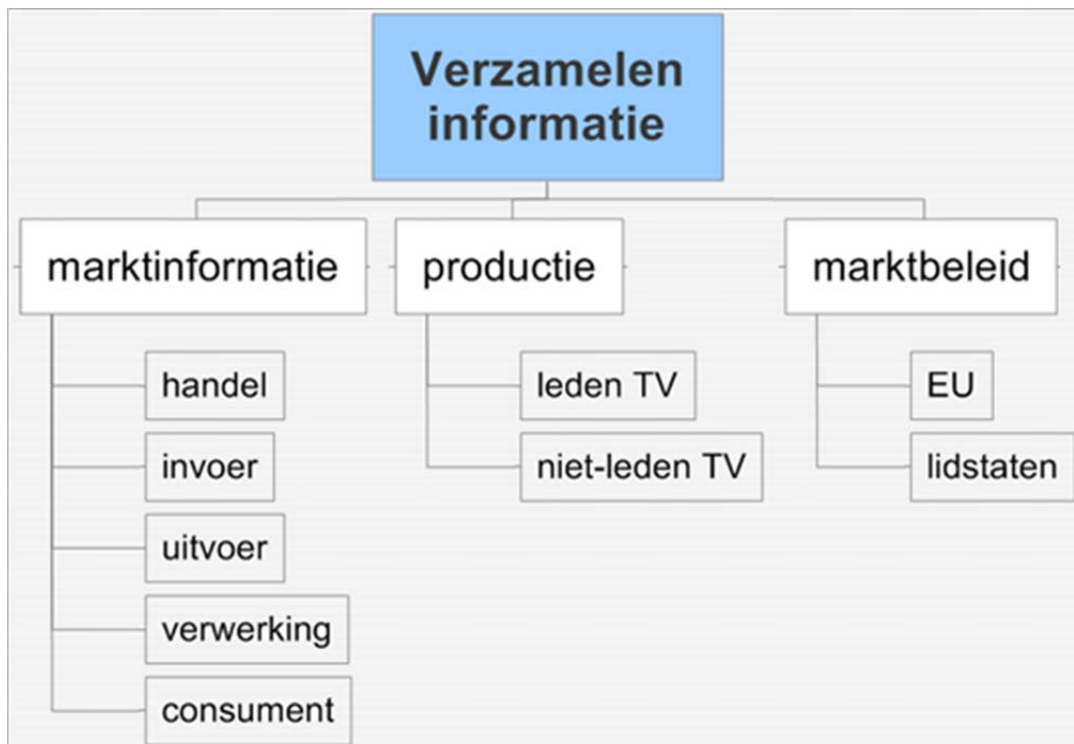 Verzamelen
informatie
marktinformatie
productie
marktbeleid
handel
invoer
uitvoer
verwerking
consument
leden TV
niet-leden TV
EU
lidstaten